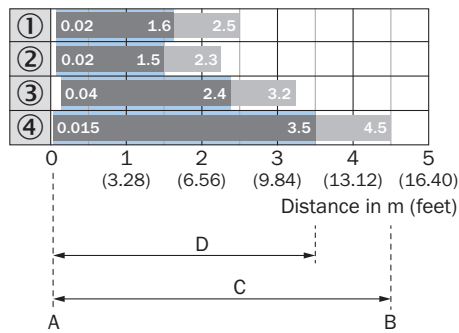 ① 0.02 1.6 2.5
② 0.02 1.5 2.3
③ 0.04 2.4 3.2
④ 0.015 3.5 4.5
0 1 2 3 4 5
(3.28) (6.56) (9.84) (13.12) (16.40)
Distance in m (feet)
D
C
A B